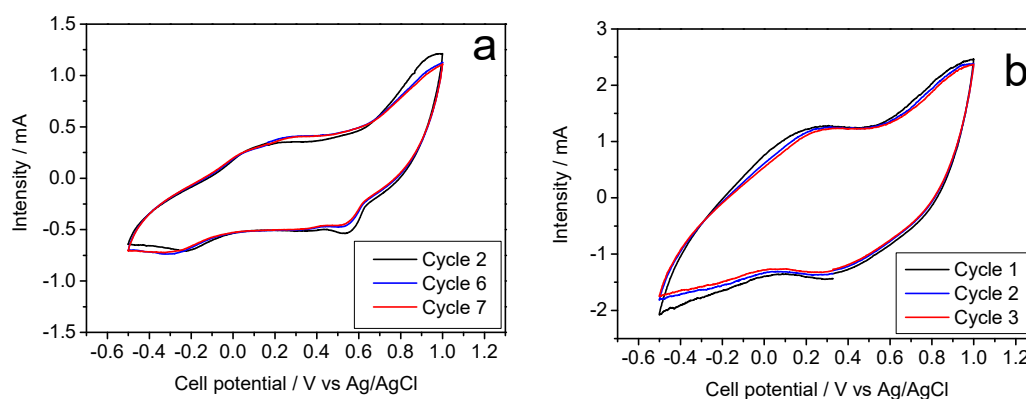 a
1.5
1.0
0.5
0.0
-0.5
-1.0
-1.5
Intensity / mA
-0.6 -0.4 -0.2 0.0 0.2 0.4 0.6 0.8 1.0 1.2
Cell potential / V vs Ag/AgCl
Cycle 2
Cycle 6
Cycle 7
b
3
2
1
0
-1
-2
Intensity / mA
-0.6 -0.4 -0.2 0.0 0.2 0.4 0.6 0.8 1.0 1.2
Cell potential / V vs Ag/AgCl
Cycle 1
Cycle 2
Cycle 3